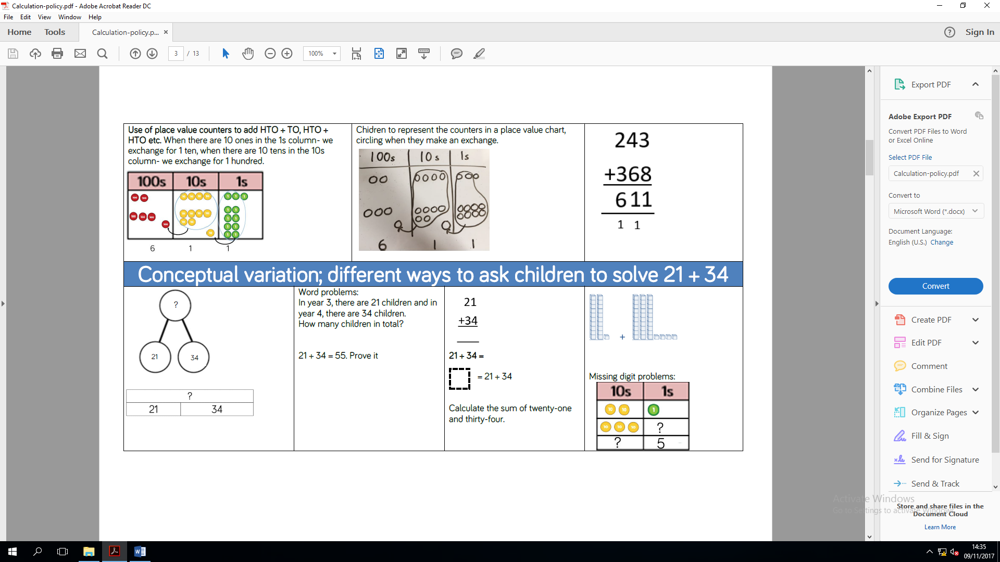 Calculation-policy.pdf - Adobe Acrobat Reader DC
File Edit View Window Help
Home Tools Calculation-policy.p... × Sign In
3 / 13 100%
Use of place value counters to add HTO + TO, HTO +
HTO etc. When there are 10 ones in the 1s column- we
exchange for 1 ten, when there are 10 tens in the 10s
column- we exchange for 1 hundred.
100s 10s 1s
6 1 1
Chidren to represent the counters in a place value chart,
circling when they make an exchange.
100s 10s 1s
6 1 1
243
+368
611
1 1
Conceptual variation; different ways to ask children to solve 21 + 34
?
21 34
?
21 34
Word problems:
In year 3, there are 21 children and in
year 4, there are 34 children.
How many children in total?
21 + 34 = 55. Prove it
21
+34
21 + 34 =
= 21 + 34
Calculate the sum of twenty-one
and thirty-four.
+
Missing digit problems:
10s 1s
10 10 1
10 10 10 ?
? 5
Export PDF
Adobe Export PDF
Convert PDF Files to Word
or Excel Online
Select PDF File
Calculation-policy.pdf
Convert to
Microsoft Word (*.docx)
Document Language:
English (U.S.) Change
Convert
Create PDF
Edit PDF
Comment
Combine Files
Organize Pages
Fill & Sign
Send for Signature
Send & Track
Activate Windows
Go to Settings to activate Windows.
Store and share files in the
Document Cloud
Learn More
14:35
09/11/2017